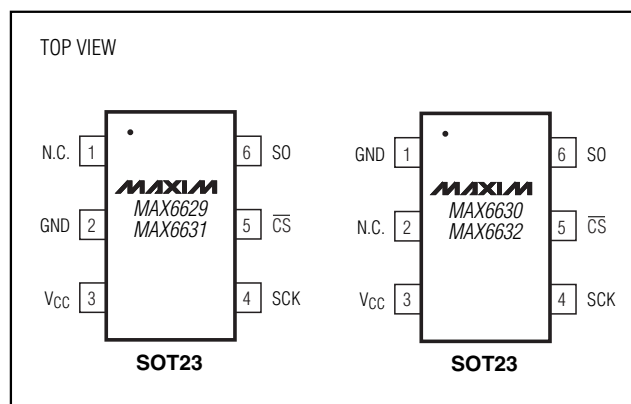 TOP VIEW
N.C. 1
6 SO
MAXIM
MAX6629
MAX6631
GND 2
5 CS
VCC 3
4 SCK
SOT23
GND 1
6 SO
MAXIM
MAX6630
MAX6632
N.C. 2
5 CS
VCC 3
4 SCK
SOT23